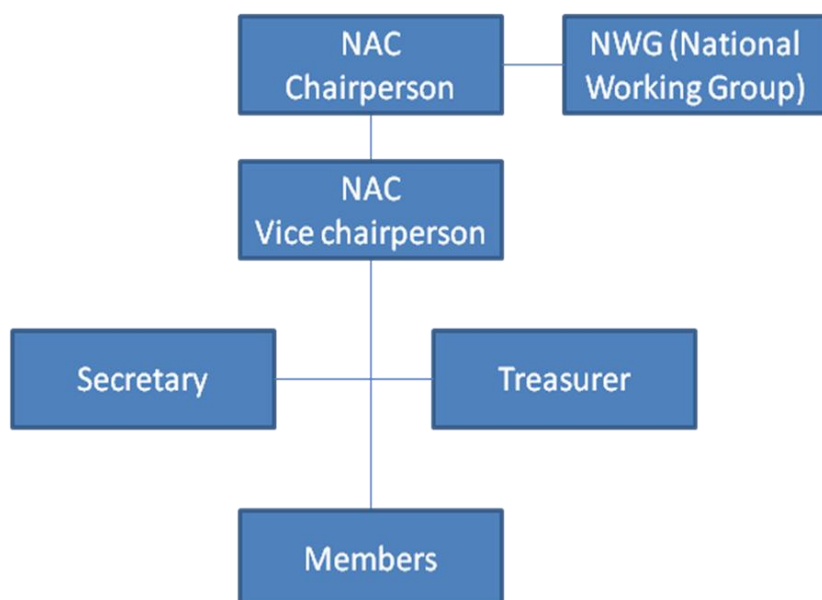 NAC
Chairperson
NWG (National
Working Group)
NAC
Vice chairperson
Secretary
Treasurer
Members